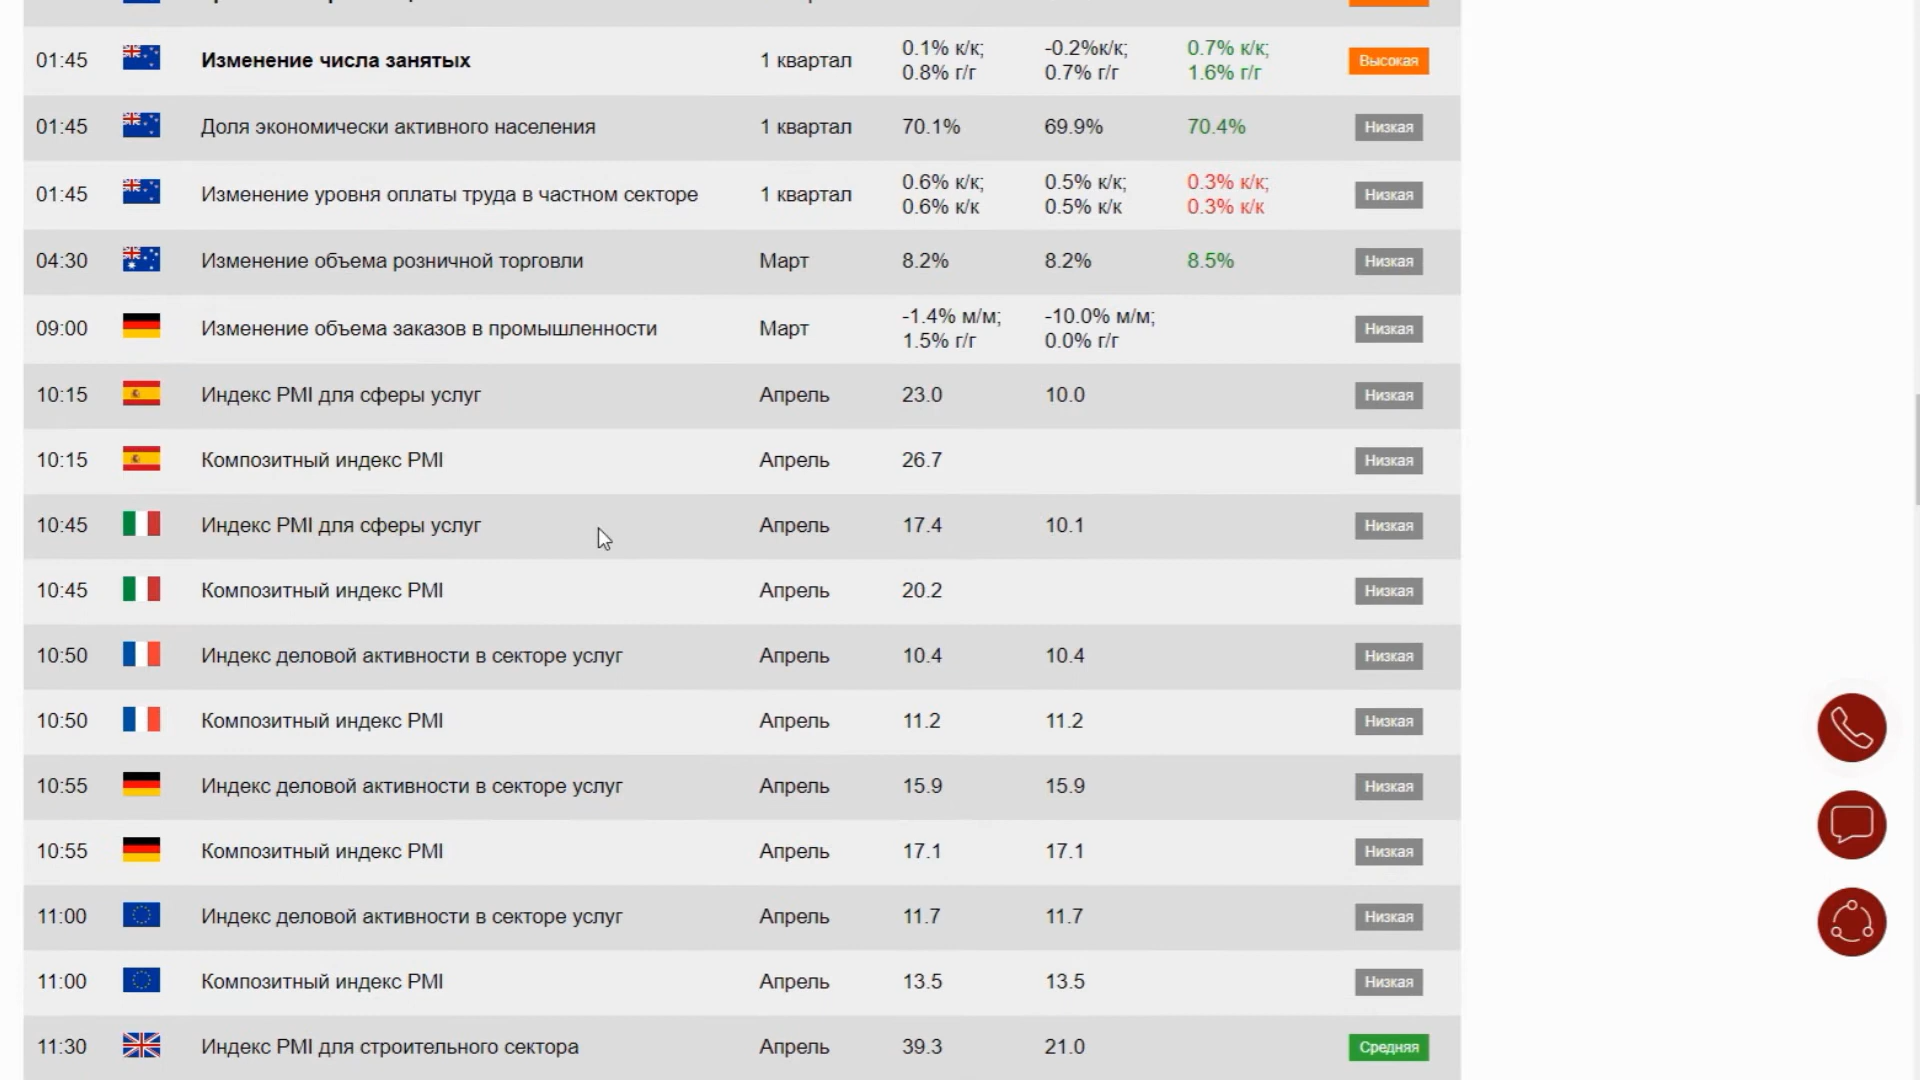 01:45 Изменение числа занятых 1 квартал 0.1% к/к; 0.8% г/г -0.2%к/к; 0.7% г/г 0.7% к/к; 1.6% г/г Высокая
01:45 Доля экономически активного населения 1 квартал 70.1% 69.9% 70.4% Низкая
01:45 Изменение уровня оплаты труда в частном секторе 1 квартал 0.6% к/к; 0.6% к/к 0.5% к/к; 0.5% к/к 0.3% к/к; 0.3% к/к Низкая
04:30 Изменение объема розничной торговли Март 8.2% 8.2% 8.5% Низкая
09:00 Изменение объема заказов в промышленности Март -1.4% м/м; 1.5% г/г -10.0% м/м; 0.0% г/г Низкая
10:15 Индекс PMI для сферы услуг Апрель 23.0 10.0 Низкая
10:15 Композитный индекс PMI Апрель 26.7 Низкая
10:45 Индекс PMI для сферы услуг Апрель 17.4 10.1 Низкая
10:45 Композитный индекс PMI Апрель 20.2 Низкая
10:50 Индекс деловой активности в секторе услуг Апрель 10.4 10.4 Низкая
10:50 Композитный индекс PMI Апрель 11.2 11.2 Низкая
10:55 Индекс деловой активности в секторе услуг Апрель 15.9 15.9 Низкая
10:55 Композитный индекс PMI Апрель 17.1 17.1 Низкая
11:00 Индекс деловой активности в секторе услуг Апрель 11.7 11.7 Низкая
11:00 Композитный индекс PMI Апрель 13.5 13.5 Низкая
11:30 Индекс PMI для строительного сектора Апрель 39.3 21.0 Средняя